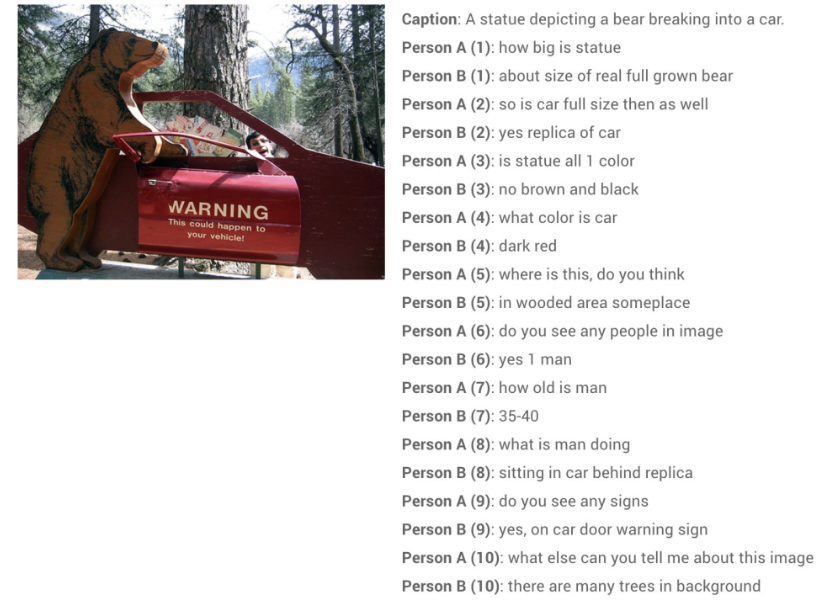 WARNING
This could happen to
your vehicle!
Caption: A statue depicting a bear breaking into a car.
Person A (1): how big is statue
Person B (1): about size of real full grown bear
Person A (2): so is car full size then as well
Person B (2): yes replica of car
Person A (3): is statue all 1 color
Person B (3): no brown and black
Person A (4): what color is car
Person B (4): dark red
Person A (5): where is this, do you think
Person B (5): in wooded area someplace
Person A (6): do you see any people in image
Person B (6): yes 1 man
Person A (7): how old is man
Person B (7): 35-40
Person A (8): what is man doing
Person B (8): sitting in car behind replica
Person A (9): do you see any signs
Person B (9): yes, on car door warning sign
Person A (10): what else can you tell me about this image
Person B (10): there are many trees in background